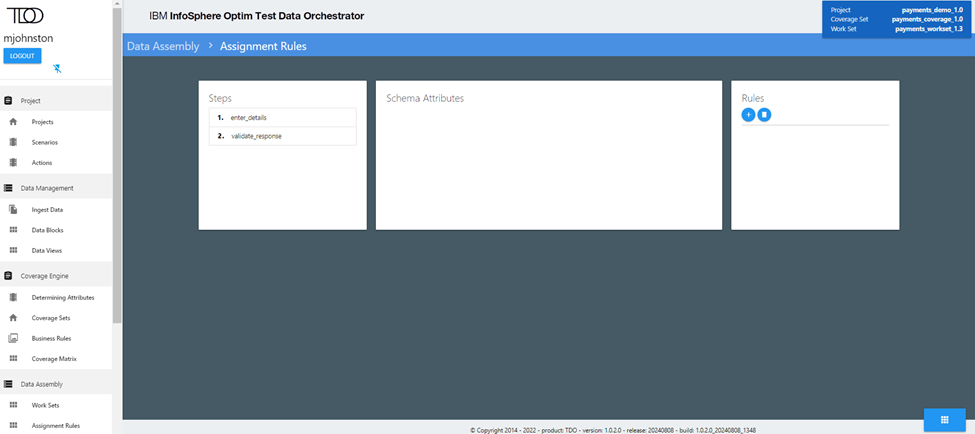 TDO
mjohnston
LOGOUT
Project
Projects
Scenarios
Actions
Data Management
Ingest Data
Data Blocks
Data Views
Coverage Engine
Determining Attributes
Coverage Sets
Business Rules
Coverage Matrix
Data Assembly
Work Sets
Assignment Rules
IBM InfoSphere Optim Test Data Orchestrator
Project payments_demo_1.0
Coverage Set payments_coverage_1.0
Work Set payments_workset_1.3
Data Assembly > Assignment Rules
Steps
1. enter_details
2. validate_response
Schema Attributes
Rules
© Copyright 2014 - 2022 - product: TDO - version: 1.0.2.0 - release: 20240808 - build: 1.0.2.0_20240808_1348